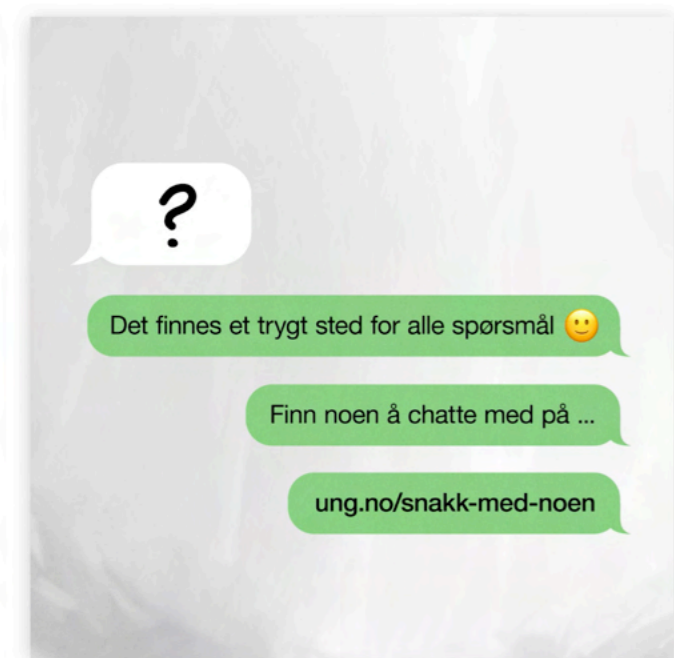 ?
Det finnes et trygt sted for alle spørsmål 🙂
Finn noen å chatte med på ...
ung.no/snakk-med-noen